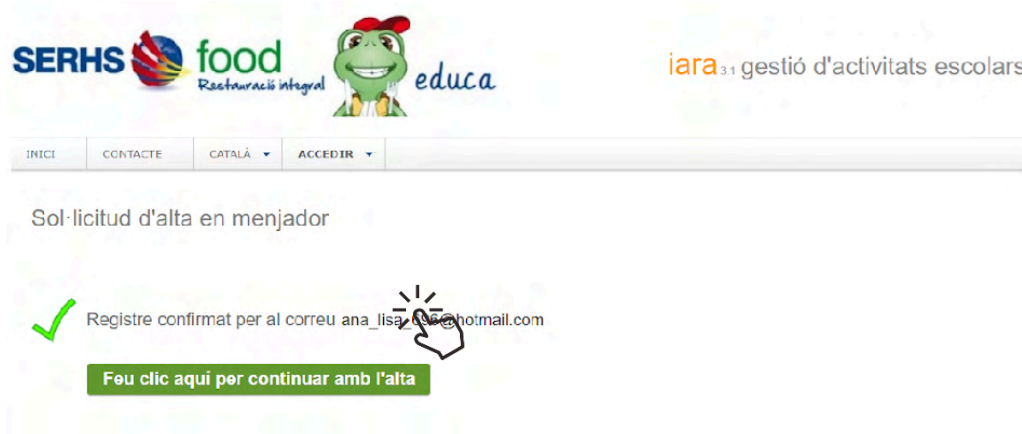 SERHS food
Restauració integral
educa
iara 3.1 gestió d'activitats escolars
INICI CONTACTE CATALÀ ACCEDIR
Sol·licitud d'alta en menjador
Registre confirmat per al correu ana_lisa_696@hotmail.com
Feu clic aquí per continuar amb l'alta